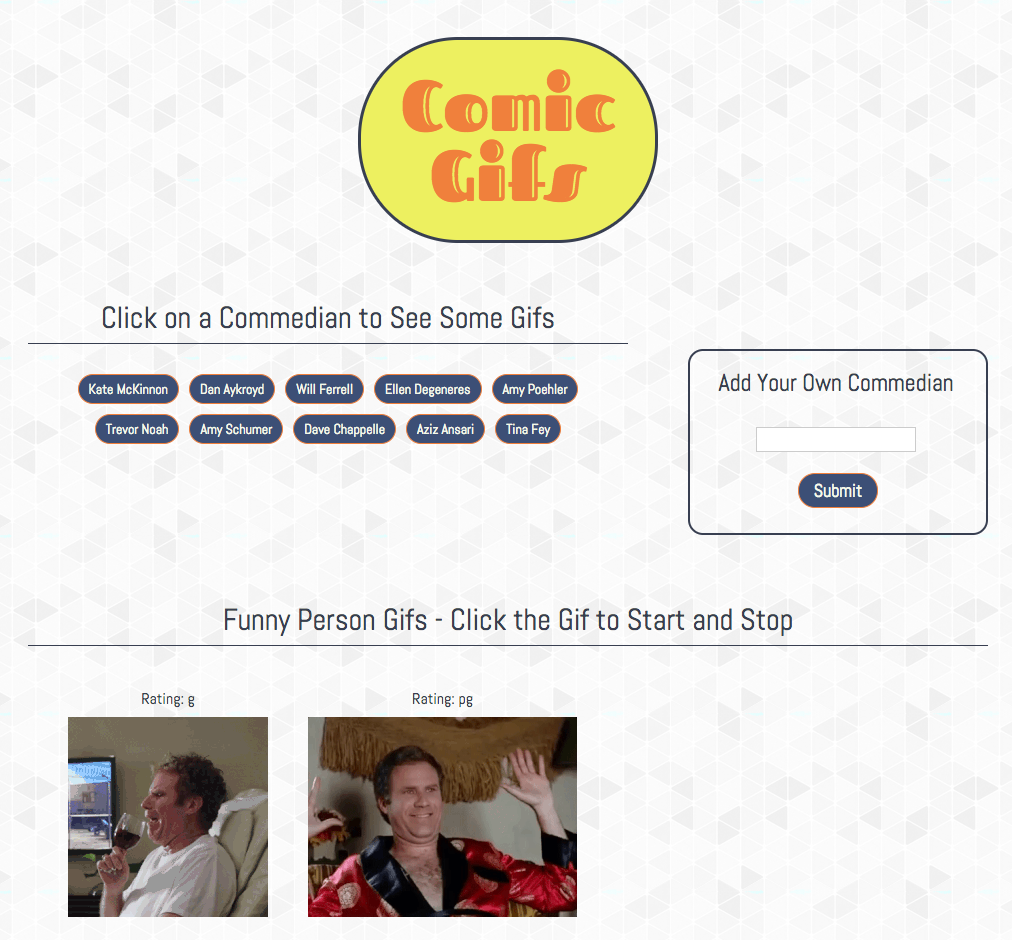 Comic
Gifs
Click on a Commedian to See Some Gifs
Kate McKinnon Dan Aykroyd Will Ferrell Ellen Degeneres Amy Poehler
Trevor Noah Amy Schumer Dave Chappelle Aziz Ansari Tina Fey
Add Your Own Commedian
Submit
Funny Person Gifs - Click the Gif to Start and Stop
Rating: g
Rating: pg